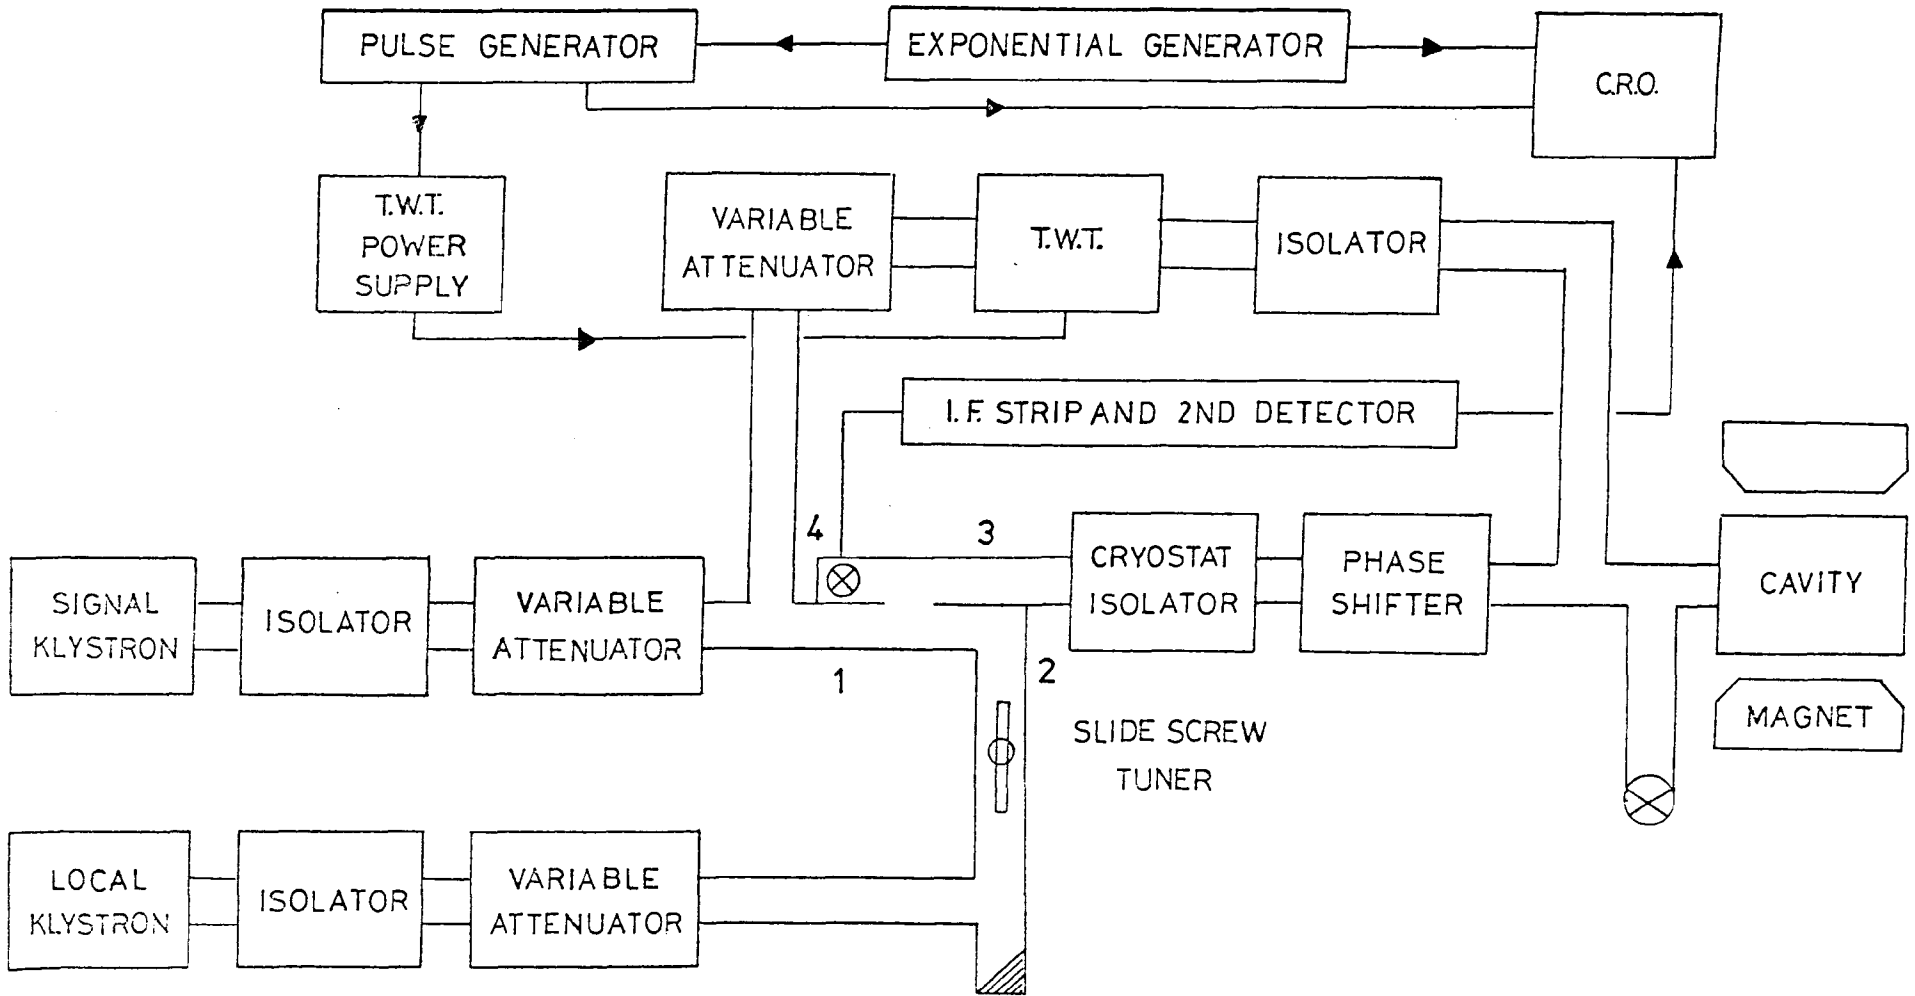 PULSE GENERATOR
EXPONENTIAL GENERATOR
C.R.O.
T.W.T.
POWER
SUPPLY
VARIABLE
ATTENUATOR
T.W.T.
ISOLATOR
I.F. STRIP AND 2ND DETECTOR
4
3
CRYOSTAT
ISOLATOR
PHASE
SHIFTER
CAVITY
SIGNAL
KLYSTRON
ISOLATOR
VARIABLE
ATTENUATOR
1
2
MAGNET
SLIDE SCREW
TUNER
LOCAL
KLYSTRON
ISOLATOR
VARIABLE
ATTENUATOR